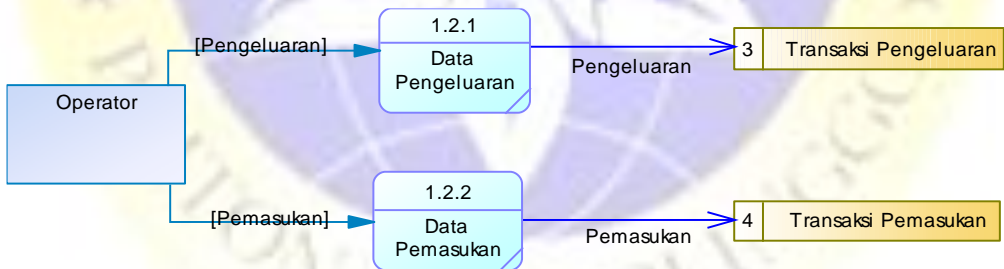 1.2.1
[Pengeluaran]
Data
Pengeluaran
Pengeluaran
3 Transaksi Pengeluaran
Operator
1.2.2
[Pemasukan]
Data
Pemasukan
Pemasukan
4 Transaksi Pemasukan